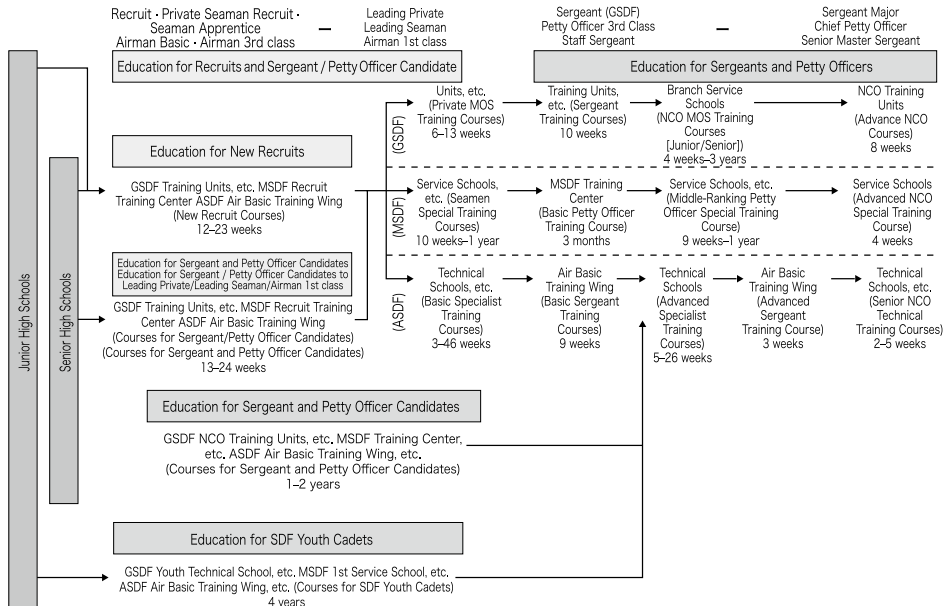 Recruit · Private Seaman Recruit ·
Seaman Apprentice
Airman Basic · Airman 3rd class
–
Leading Private
Leading Seaman
Airman 1st class
Sergeant (GSDF)
Petty Officer 3rd Class
Staff Sergeant
–
Sergeant Major
Chief Petty Officer
Senior Master Sergeant
Education for Recruits and Sergeant / Petty Officer Candidate
Education for Sergeants and Petty Officers
Junior High Schools
Senior High Schools
Education for New Recruits
GSDF Training Units, etc. MSDF Recruit
Training Center ASDF Air Basic Training Wing
(New Recruit Courses)
12–23 weeks
Education for Sergeant and Petty Officer Candidates
Education for Sergeant / Petty Officer Candidates to
Leading Private/Leading Seaman/Airman 1st class
GSDF Training Units, etc. MSDF Recruit Training
Center ASDF Air Basic Training Wing
(Courses for Sergeant/Petty Officer Candidates)
(Courses for Sergeant and Petty Officer Candidates)
13–24 weeks
(GSDF)
Units, etc.
(Private MOS
Training Courses)
6–13 weeks
Training Units,
etc. (Sergeant
Training Courses)
10 weeks
Branch Service
Schools
(NCO MOS Training
Courses
[Junior/Senior])
4 weeks–3 years
NCO Training
Units
(Advance NCO
Courses)
8 weeks
(MSDF)
Service Schools,
etc. (Seamen
Special Training
Courses)
10 weeks–1 year
MSDF Training
Center
(Basic Petty Officer
Training Course)
3 months
Service Schools, etc.
(Middle-Ranking Petty
Officer Special Training
Course)
9 weeks–1 year
Service Schools
(Advanced NCO
Special Training
Course)
4 weeks
(ASDF)
Technical
Schools, etc.
(Basic Specialist
Training
Courses)
3–46 weeks
Air Basic
Training Wing
(Basic Sergeant
Training
Courses)
9 weeks
Technical
Schools
(Advanced
Specialist
Training
Courses)
5-26 weeks
Air Basic
Training Wing
(Advanced
Sergeant
Training Course)
3 weeks
Technical
Schools, etc.
(Senior NCO
Technical
Training Courses)
2–5 weeks
Education for Sergeant and Petty Officer Candidates
GSDF NCO Training Units, etc. MSDF Training Center,
etc. ASDF Air Basic Training Wing, etc.
(Courses for Sergeant and Petty Officer Candidates)
1–2 years
Education for SDF Youth Cadets
GSDF Youth Technical School, etc. MSDF 1st Service School, etc.
ASDF Air Basic Training Wing, etc. (Courses for SDF Youth Cadets)
4 years